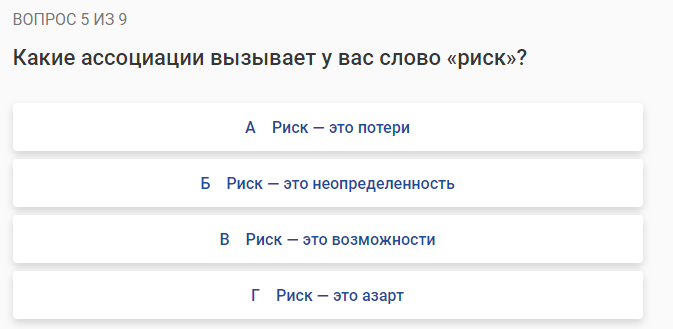 ВОПРОС 5 ИЗ 9
Какие ассоциации вызывает у вас слово «риск»?
А Риск — это потери
Б Риск — это неопределенность
В Риск — это возможности
Г Риск — это азарт